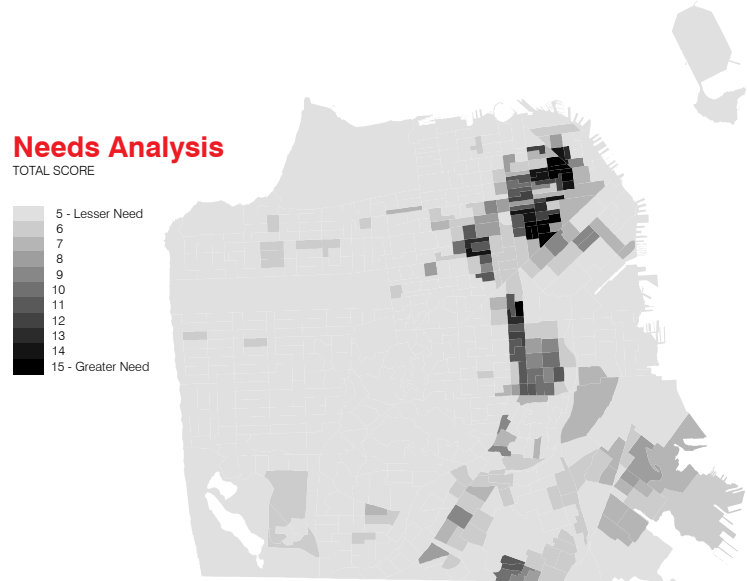 Needs Analysis
TOTAL SCORE
5 - Lesser Need
6
7
8
9
10
11
12
13
14
15 - Greater Need